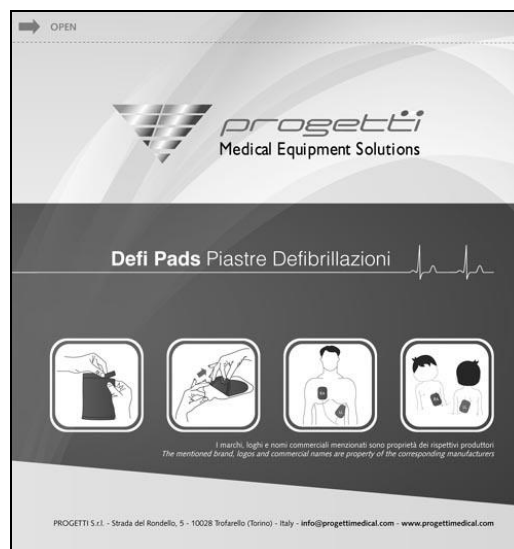 OPEN
progetti
Medical Equipment Solutions
Defi Pads Piastre Defibrillazioni
I marchi, loghi e nomi commerciali menzionati sono proprietà dei rispettivi produttori
The mentioned brand, logos and commercial names are property of the corresponding manufacturers
PROGETTI S.r.l. - Strada del Rondello, 5 - 10028 Trofarello (Torino) - Italy - info@progettimedical.com - www.progettimedical.com